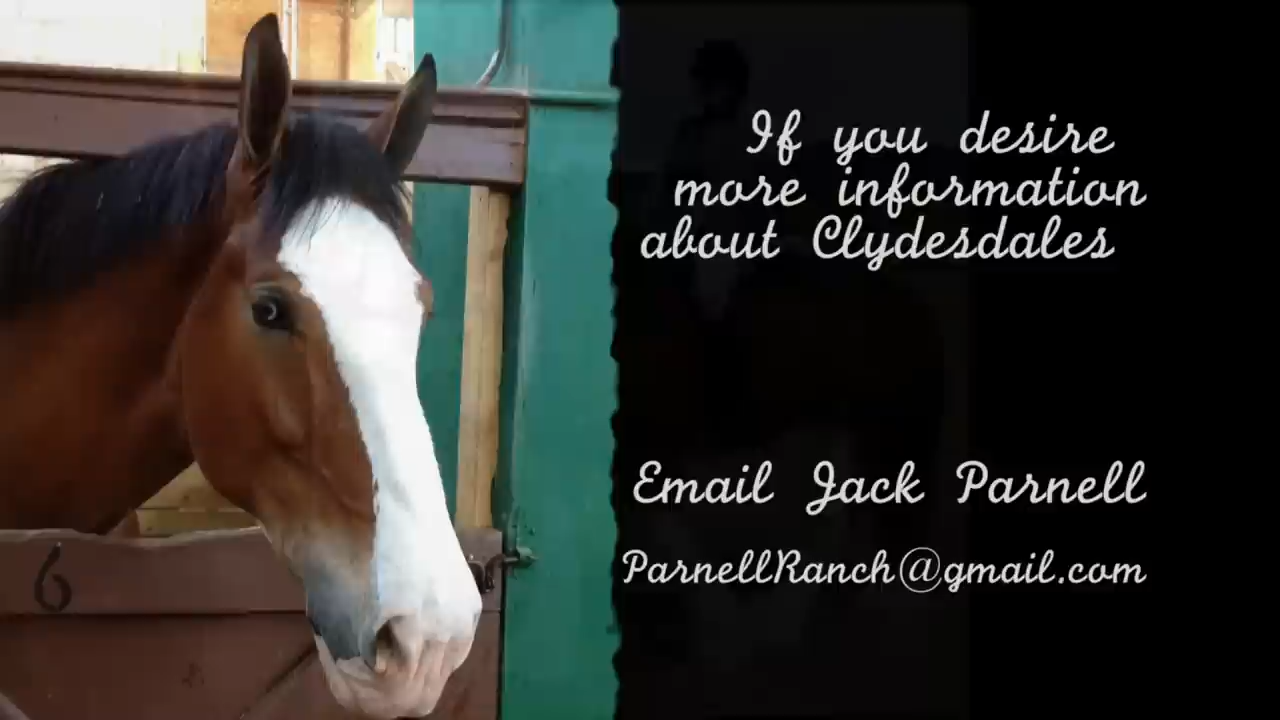 If you desire
more information
about Clydesdales
Email Jack Parnell
ParnellRanch@gmail.com
6